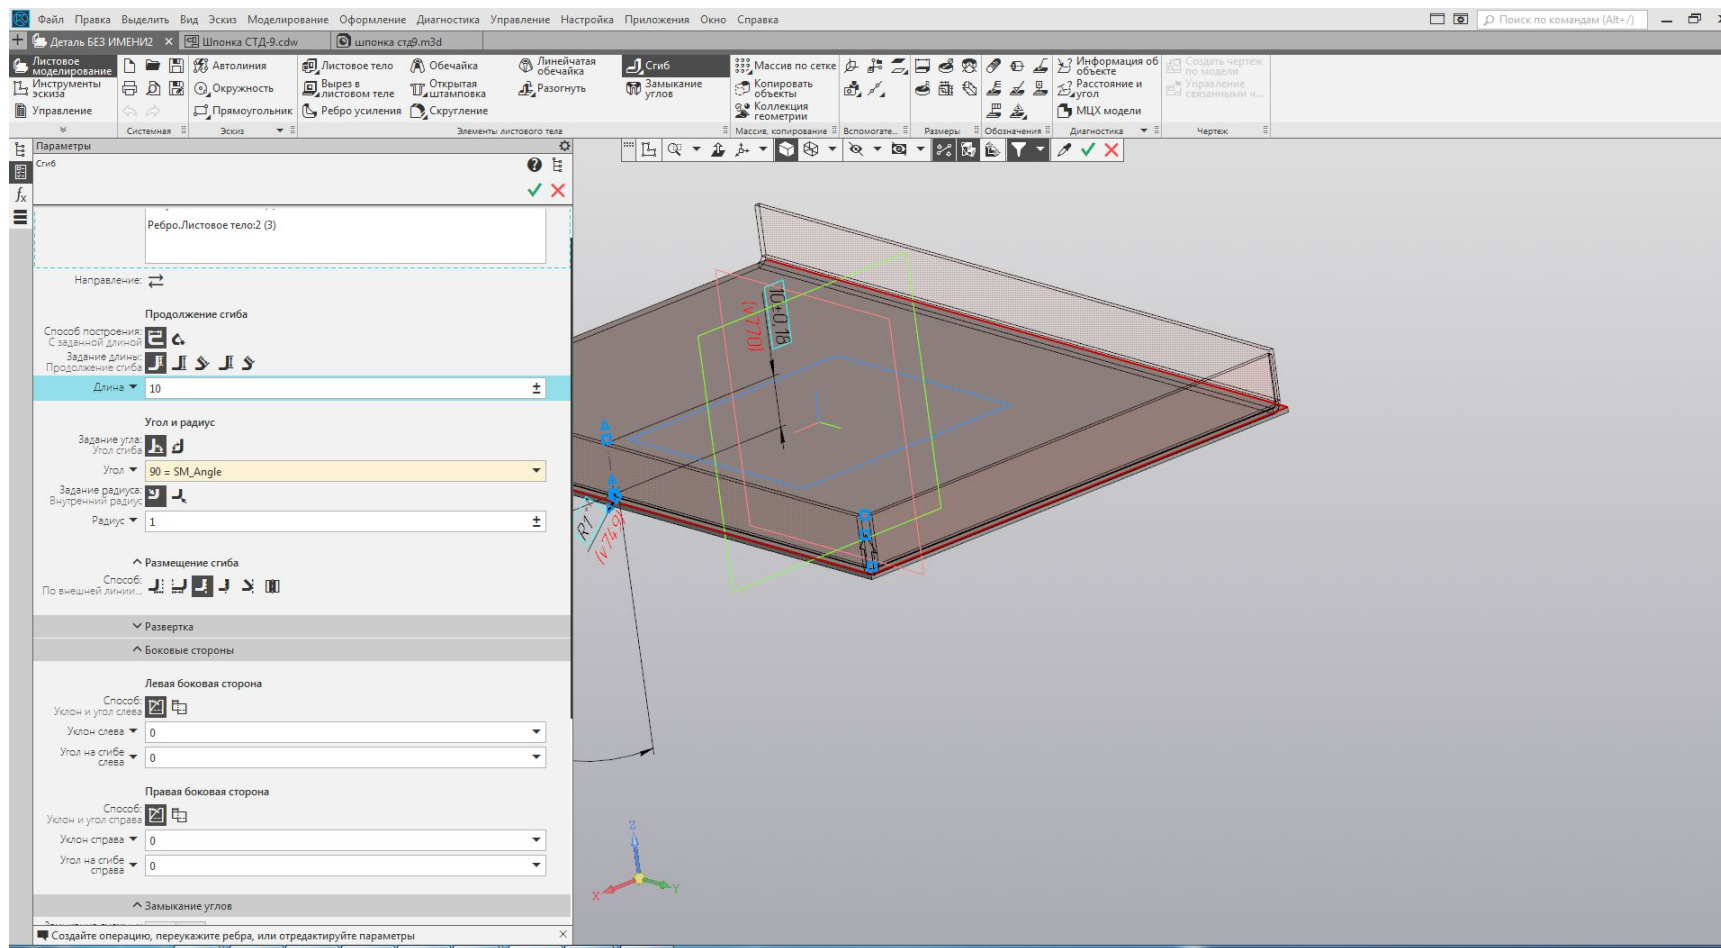 Файл Правка Выделить Вид Эскиз Моделирование Оформление Диагностика Управление Настройка Приложения Окно Справка
Поиск по командам (Alt+/)
Деталь БЕЗ ИМЕНИ2
Шпонка СТД-9.cdw
шпонка стд9.m3d
Листовое моделирование
Инструменты эскиза
Управление
Автолиния
Окружность
Прямоугольник
Листовое тело
Вырез в листовом теле
Ребро усиления
Обечайка
Открытая штамповка
Скругление
Линейчатая обечайка
Разогнуть
Сгиб
Замыкание углов
Массив по сетке
Копировать объекты
Коллекция геометрии
Информация об объекте
Расстояние и угол
МЦХ модели
Создать чертеж по модели
Управление связанными ч...
Системная
Эскиз
Элементы листового тела
Массив, копирование
Вспомогате...
Размеры
Обозначения
Диагностика
Чертеж
Параметры
Сгиб
Ребро.Листовое тело:2 (3)
Направление:
Продолжение сгиба
Способ построения:
С заданной длиной
Задание длины:
Продолжение сгиба
Длина 10
Угол и радиус
Задание угла:
Угол сгиба
Угол 90 = SM_Angle
Задание радиуса:
Внутренний радиус
Радиус 1
Размещение сгиба
Способ:
По внешней линии...
Развертка
Боковые стороны
Левая боковая сторона
Способ:
Уклон и угол слева
Уклон слева 0
Угол на сгибе слева 0
Правая боковая сторона
Способ:
Уклон и угол справа
Уклон справа 0
Угол на сгибе справа 0
Замыкание углов
Создайте операцию, переукажите ребра, или отредактируйте параметры
10±0,18
(v770)
R1
(v749)
Z
X
Y